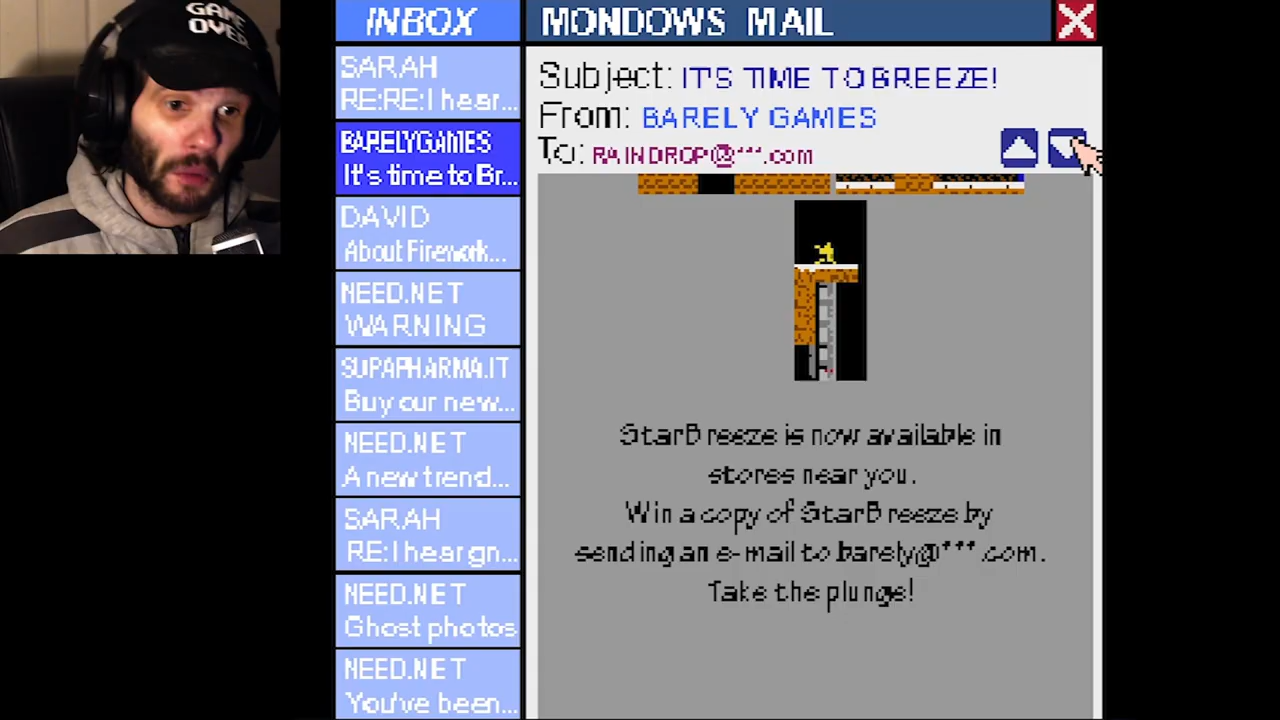 GAME
OVER
INBOX
MONDOWS MAIL
SARAH
RE:RE:I hear...
BARELYGAMES
It's time to Br...
DAVID
About Firework...
NEED.NET
WARNING
SUPAPHARMA.IT
Buy our new...
NEED.NET
A new trend...
SARAH
RE:I hear gn...
NEED.NET
Ghost photos
NEED.NET
You've been...
Subject: IT'S TIME TO BREEZE!
From: BARELY GAMES
To: RAINDROP@***.com
StarBreeze is now available in
stores near you.
Win a copy of StarBreeze by
sending an e-mail to barely@***.com.
Take the plunge!